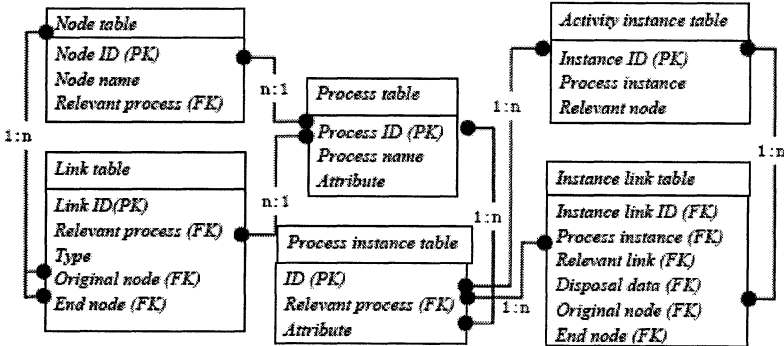 Node table
Node ID (PK)
Node name
Relevant process (FK)
1:n
Link table
Link ID(PK)
Relevant process (FK)
Type
Original node (FK)
End node (FK)
n:1
n:1
Process table
Process ID (PK)
Process name
Attribute
1:n
Process instance table
ID (PK)
Relevant process (FK)
Attribute
1:n
1:n
Activity instance table
Instance ID (PK)
Process instance
Relevant node
1:n
Instance link table
Instance link ID (FK)
Process instance (FK)
Relevant link (FK)
Disposal data (FK)
Original node (FK)
End node (FK)